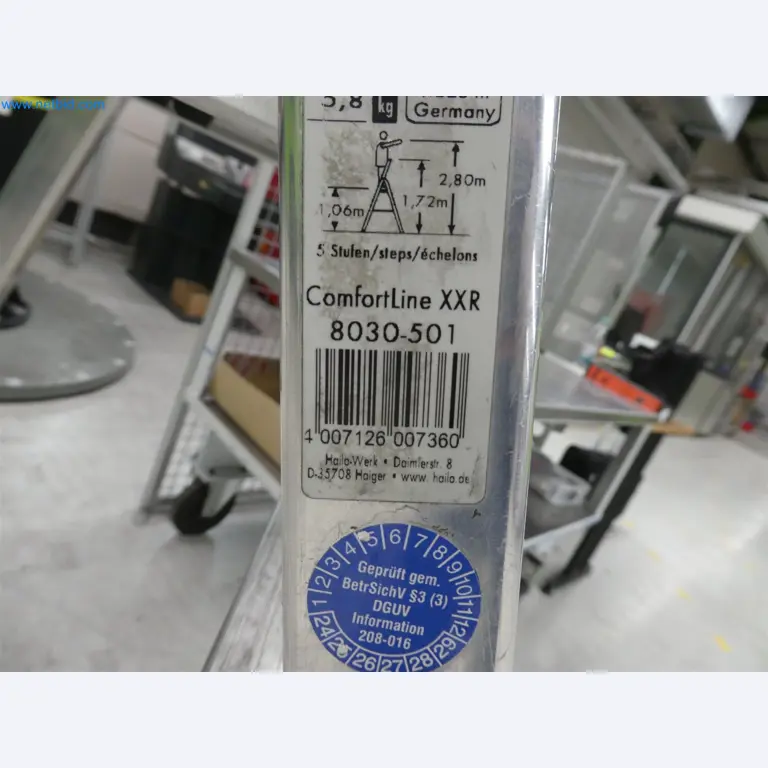 5,8 kg
Germany
2,80m
1,72m
1,06m
5 Stufen/steps/échelons
ComfortLine XXR
8030-501
4 007126 007360
Hailo-Werk • Daimlerstr. 8
D-35708 Haiger • www. hailo.de
1 2 3 4 5 6 7 8 9 10 11 12
Geprüft gem.
BetrSichV §3 (3)
DGUV
Information
208-016
24 26 27 28 29